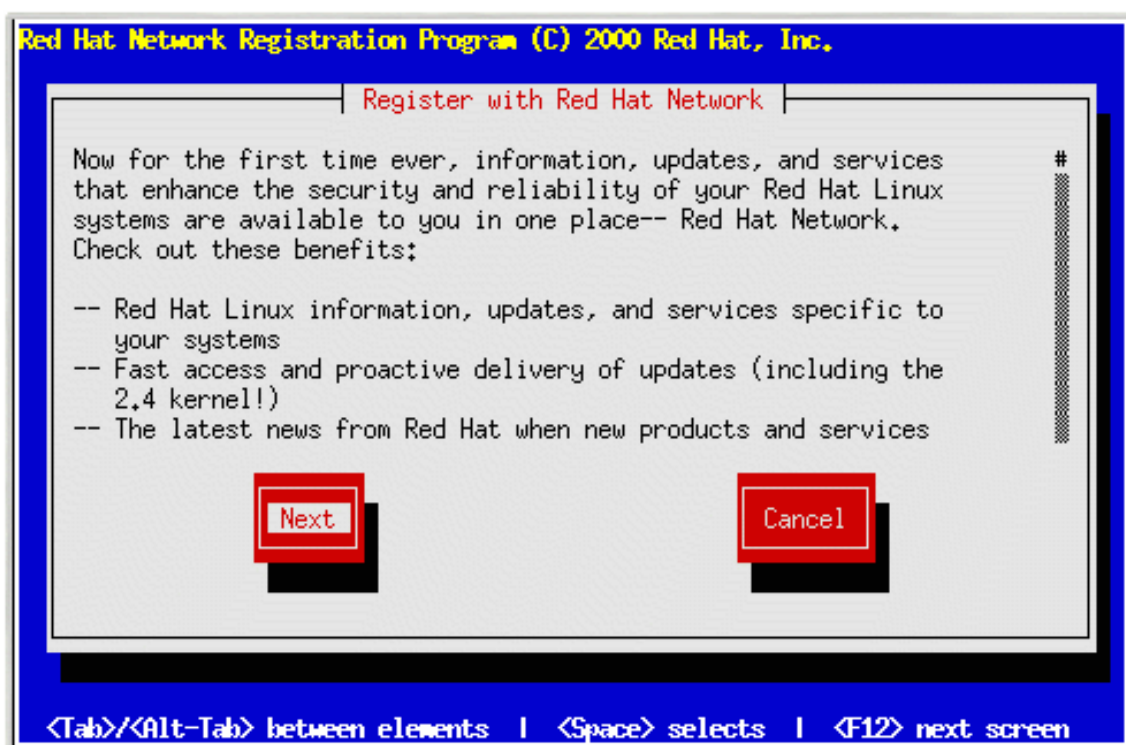 Red Hat Network Registration Program (C) 2000 Red Hat, Inc.
Register with Red Hat Network
Now for the first time ever, information, updates, and services
that enhance the security and reliability of your Red Hat Linux
systems are available to you in one place-- Red Hat Network.
Check out these benefits:
-- Red Hat Linux information, updates, and services specific to
your systems
-- Fast access and proactive delivery of updates (including the
2.4 kernel!)
-- The latest news from Red Hat when new products and services
#
Next
Cancel
<Tab>/<Alt-Tab> between elements | <Space> selects | <F12> next screen